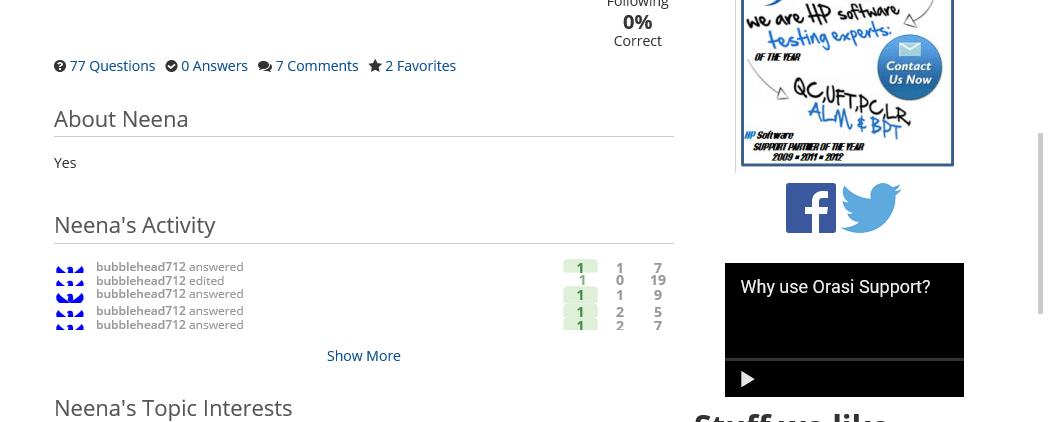 Following
0%
Correct
77 Questions 0 Answers 7 Comments 2 Favorites
About Neena
Yes
Neena's Activity
bubblehead712 answered 1 1 7
bubblehead712 edited 1 0 19
bubblehead712 answered 1 1 9
bubblehead712 answered 1 2 5
bubblehead712 answered 1 2 7
Show More
Neena's Topic Interests
we are HP software
testing experts:
OF THE YEAR
Contact
Us Now
QC, UFT, PC, LR,
ALM & BPT
HP Software
SUPPORT PARTNER OF THE YEAR
2009 • 2011 • 2012
Why use Orasi Support?
Stuff we like